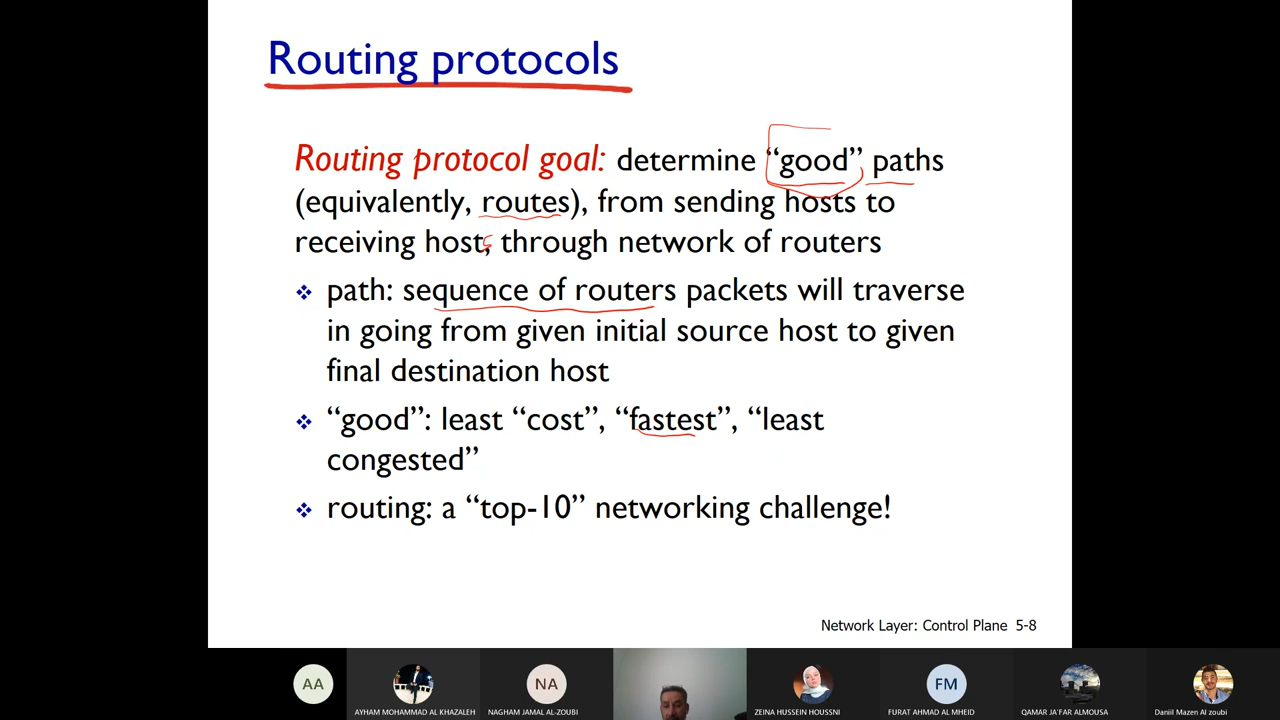 Routing protocols
Routing protocol goal: determine “good” paths
(equivalently, routes), from sending hosts to
receiving host, through network of routers
path: sequence of routers packets will traverse
in going from given initial source host to given
final destination host
“good”: least “cost”, “fastest”, “least
congested”
routing: a “top-10” networking challenge!
Network Layer: Control Plane 5-8
AA
AYHAM MOHAMMAD AL KHAZALEH
NA
NAGHAM JAMAL AL-ZOUBI
ZEINA HUSSEIN HOUSSNI
FM
FURAT AHMAD AL MHEID
QAMAR JA'FAR ALMOUSA
Daniil Mazen Al zoubi